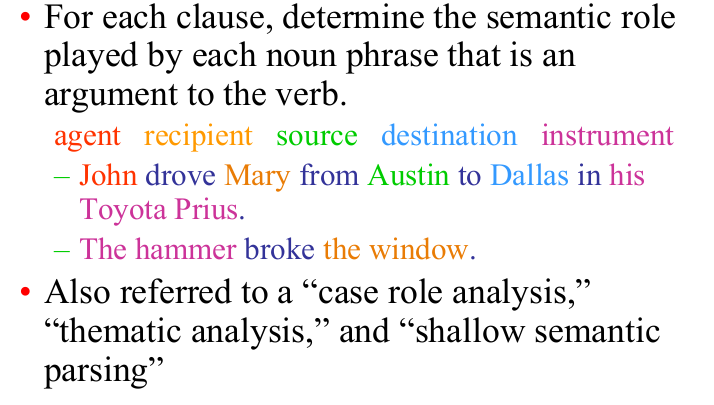 • For each clause, determine the semantic role
played by each noun phrase that is an
argument to the verb.
agent recipient source destination instrument
– John drove Mary from Austin to Dallas in his
Toyota Prius.
– The hammer broke the window.
• Also referred to a “case role analysis,”
“thematic analysis,” and “shallow semantic
parsing”